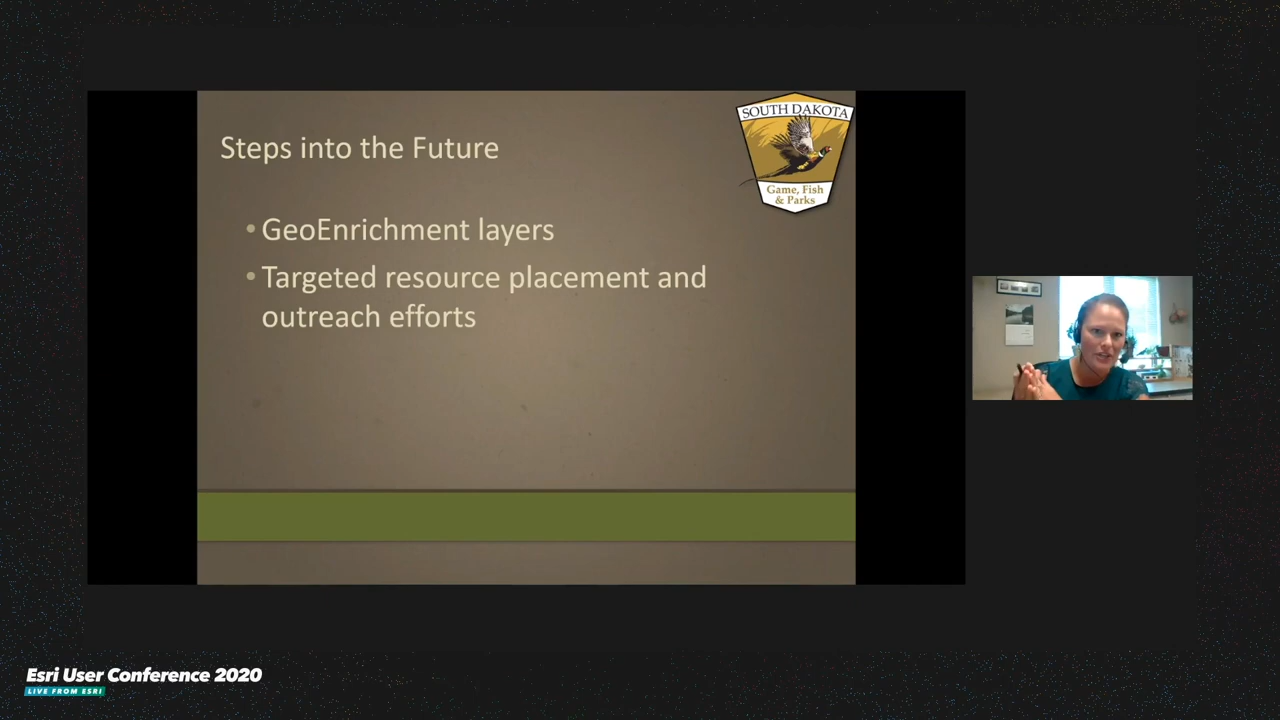 Steps into the Future
SOUTH DAKOTA
Game, Fish
& Parks
• GeoEnrichment layers
• Targeted resource placement and
outreach efforts
Esri User Conference 2020
LIVE FROM ESRI